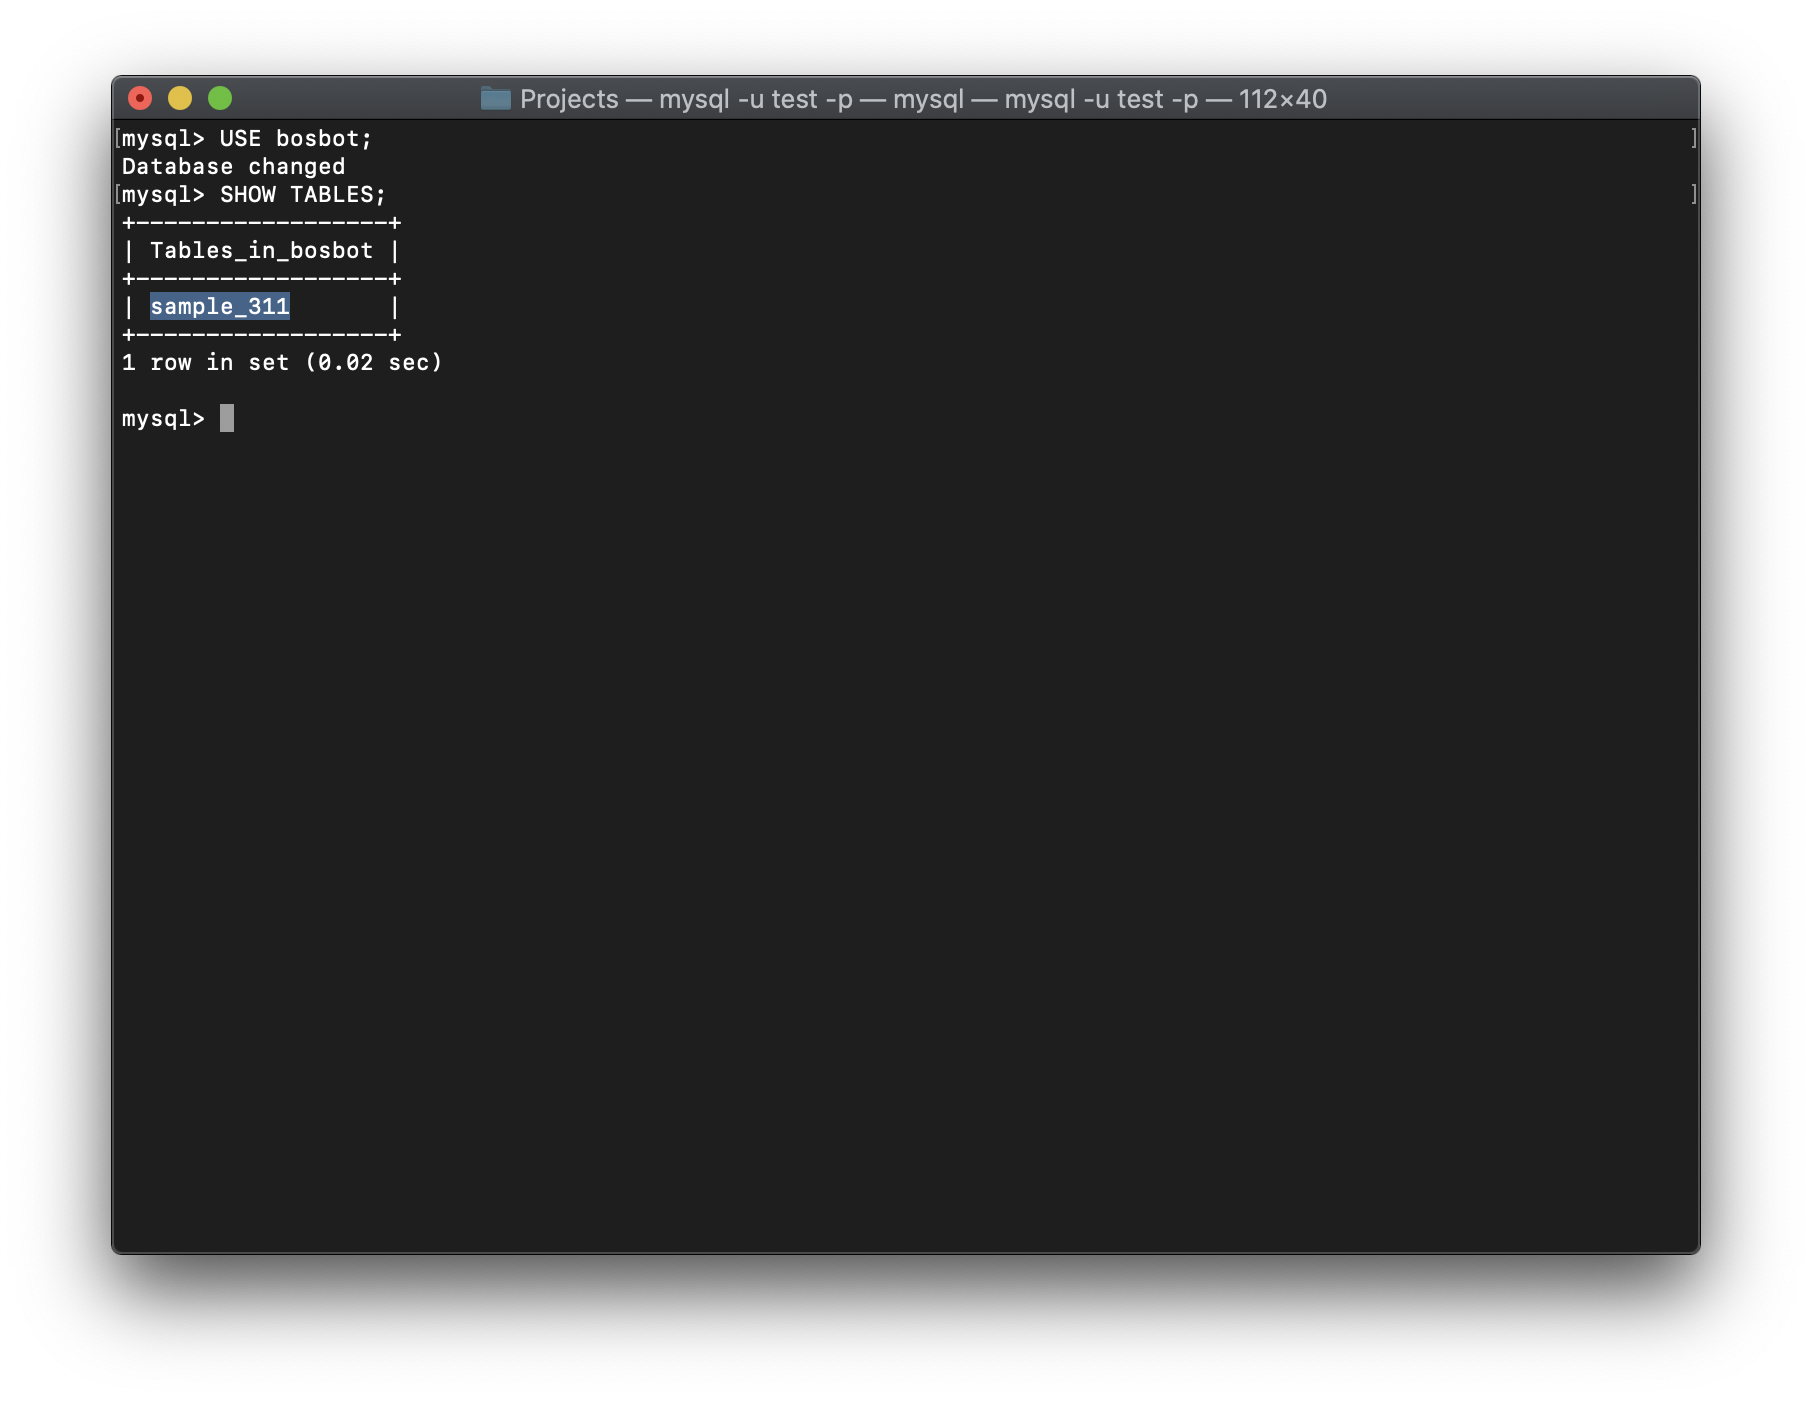 Projects — mysql -u test -p — mysql — mysql -u test -p — 112×40
[mysql> USE bosbot; ]
Database changed
[mysql> SHOW TABLES; ]
+------------------+
| Tables_in_bosbot |
+------------------+
| sample_311       |
+------------------+
1 row in set (0.02 sec)
mysql>